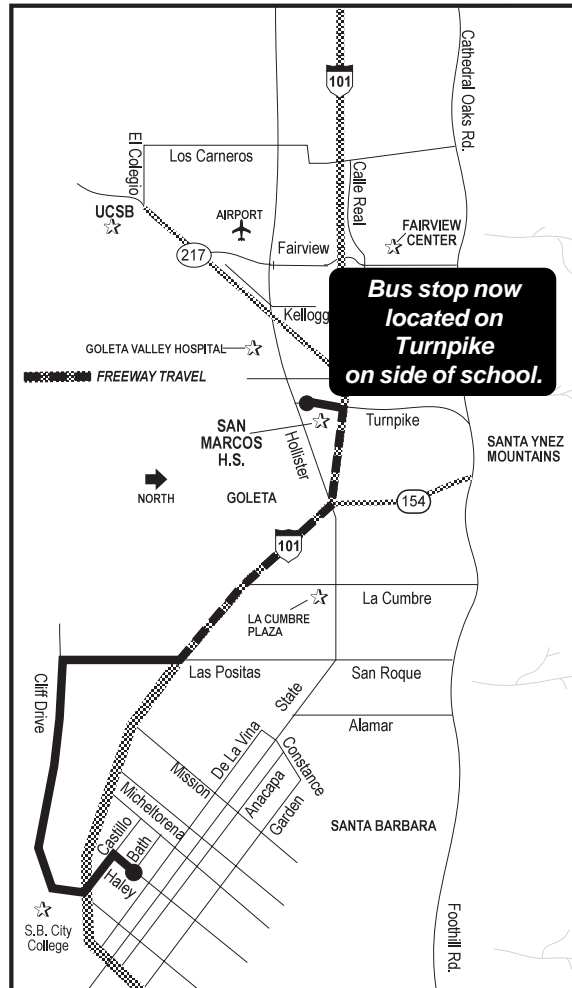 101
Cathedral Oaks Rd.
El Colegio
Los Carneros
Calle Real
UCSB
AIRPORT
FAIRVIEW
CENTER
217
Fairview
Kellogg
Bus stop now
located on
Turnpike
on side of school.
GOLETA VALLEY HOSPITAL
FREEWAY TRAVEL
SAN
MARCOS
H.S.
Hollister
Turnpike
SANTA YNEZ
MOUNTAINS
NORTH
GOLETA
154
101
La Cumbre
LA CUMBRE
PLAZA
Cliff Drive
Las Positas
State
San Roque
Alamar
De La Vina
Constance
Mission
Anacapa
Garden
Micheltorena
Castillo
Bath
Haley
SANTA BARBARA
S.B. City
College
Foothill Rd.